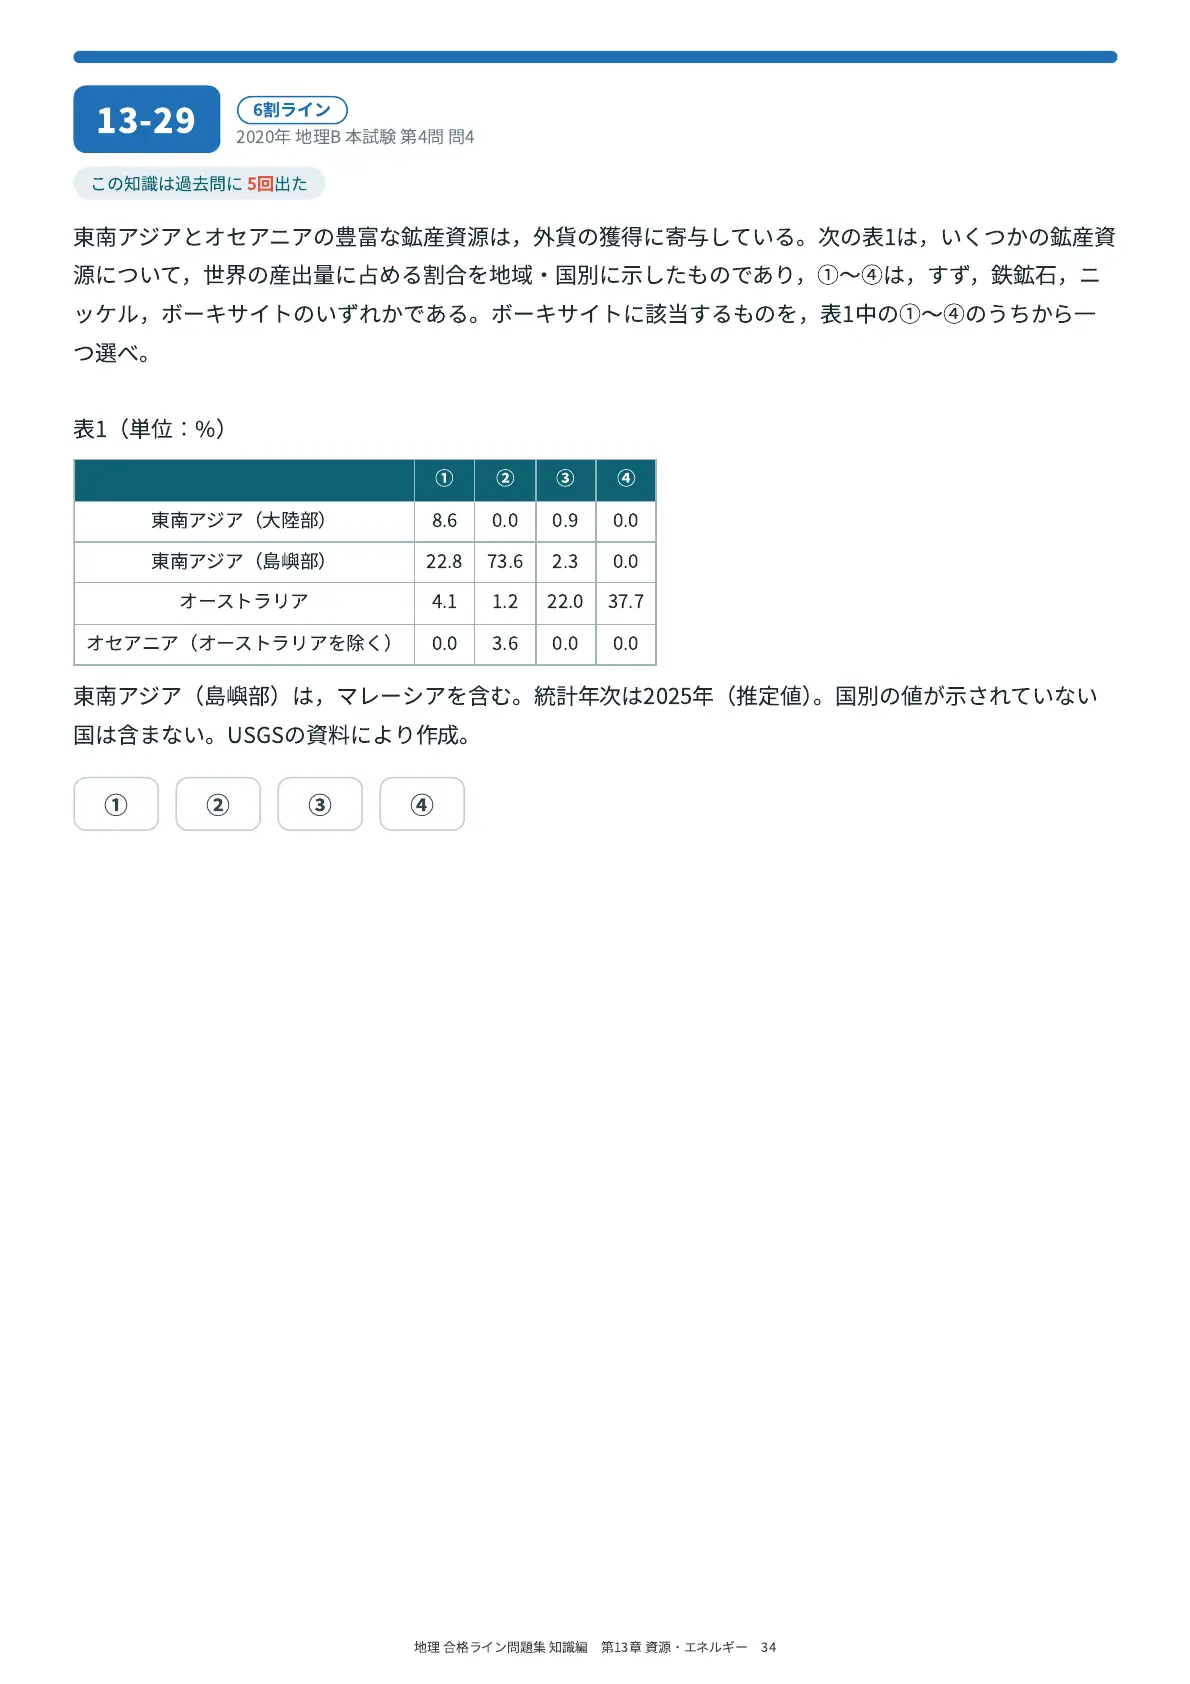 13-29
6割ライン
2020年 地理B 本試験 第4問 問4
この知識は過去問に 5回出た
東南アジアとオセアニアの豊富な鉱産資源は，外貨の獲得に寄与している。次の表1は，いくつかの鉱産資
源について，世界の産出量に占める割合を地域・国別に示したものであり，①〜④は，すず，鉄鉱石，ニ
ッケル，ボーキサイトのいずれかである。ボーキサイトに該当するものを，表1中の①〜④のうちから一
つ選べ。
表1（単位：%）
① ② ③ ④
東南アジア（大陸部） 8.6 0.0 0.9 0.0
東南アジア（島嶼部） 22.8 73.6 2.3 0.0
オーストラリア 4.1 1.2 22.0 37.7
オセアニア（オーストラリアを除く） 0.0 3.6 0.0 0.0
東南アジア（島嶼部）は，マレーシアを含む。統計年次は2025年（推定値）。国別の値が示されていない
国は含まない。USGSの資料により作成。
① ② ③ ④
地理 合格ライン問題集 知識編　第13章 資源・エネルギー　34